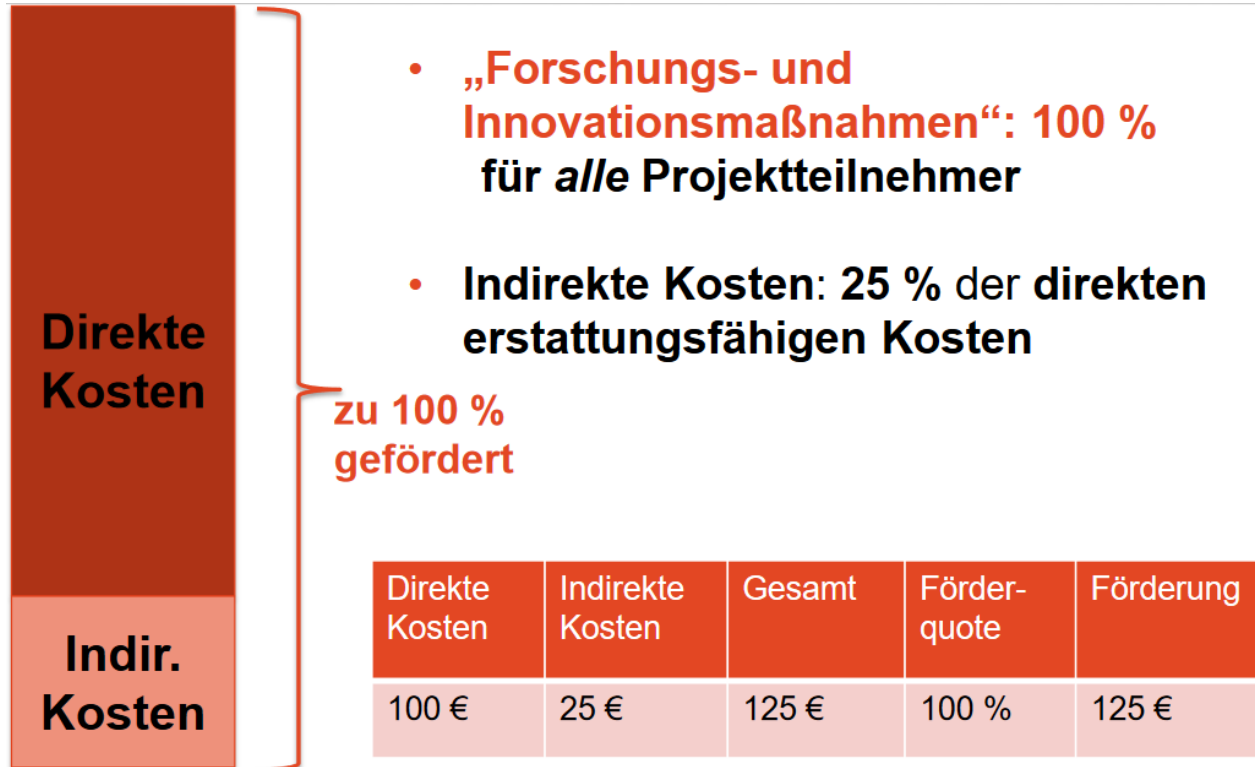 Direkte
Kosten
Indir.
Kosten
zu 100 %
gefördert
• „Forschungs- und
Innovationsmaßnahmen“: 100 %
für alle Projektteilnehmer
• Indirekte Kosten: 25 % der direkten
erstattungsfähigen Kosten
Direkte Kosten Indirekte Kosten Gesamt Förder-quote Förderung
100 € 25 € 125 € 100 % 125 €